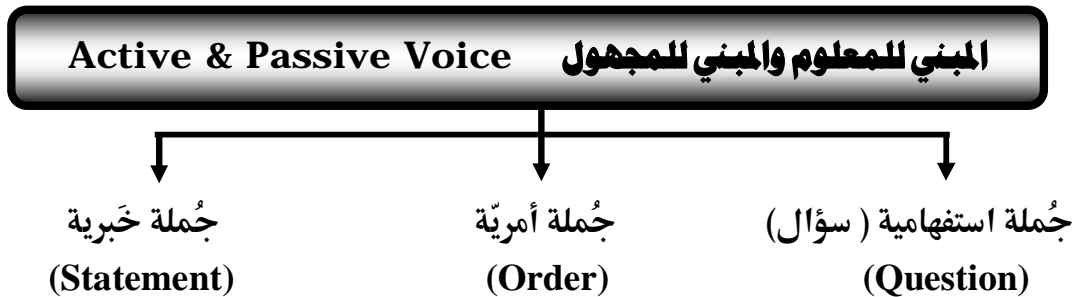 Active & Passive Voice المبني للمعلوم والمبني للمجهول
جُملة خَبرية
(Statement)
جُملة أمريّة
(Order)
جُملة استفهامية ( سؤال)
(Question)